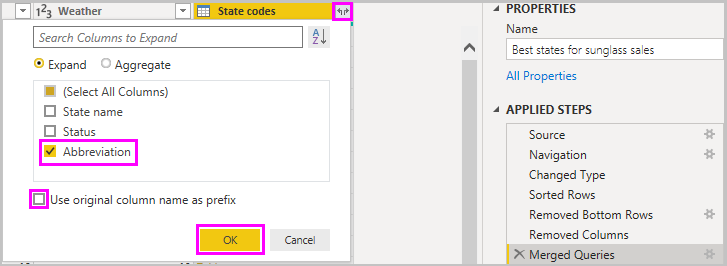 1²3 Weather State codes
Search Columns to Expand A Z
Expand Aggregate
(Select All Columns)
State name
Status
Abbreviation
Use original column name as prefix
OK Cancel
PROPERTIES
Name
Best states for sunglass sales
All Properties
APPLIED STEPS
Source
Navigation
Changed Type
Sorted Rows
Removed Bottom Rows
Removed Columns
Merged Queries